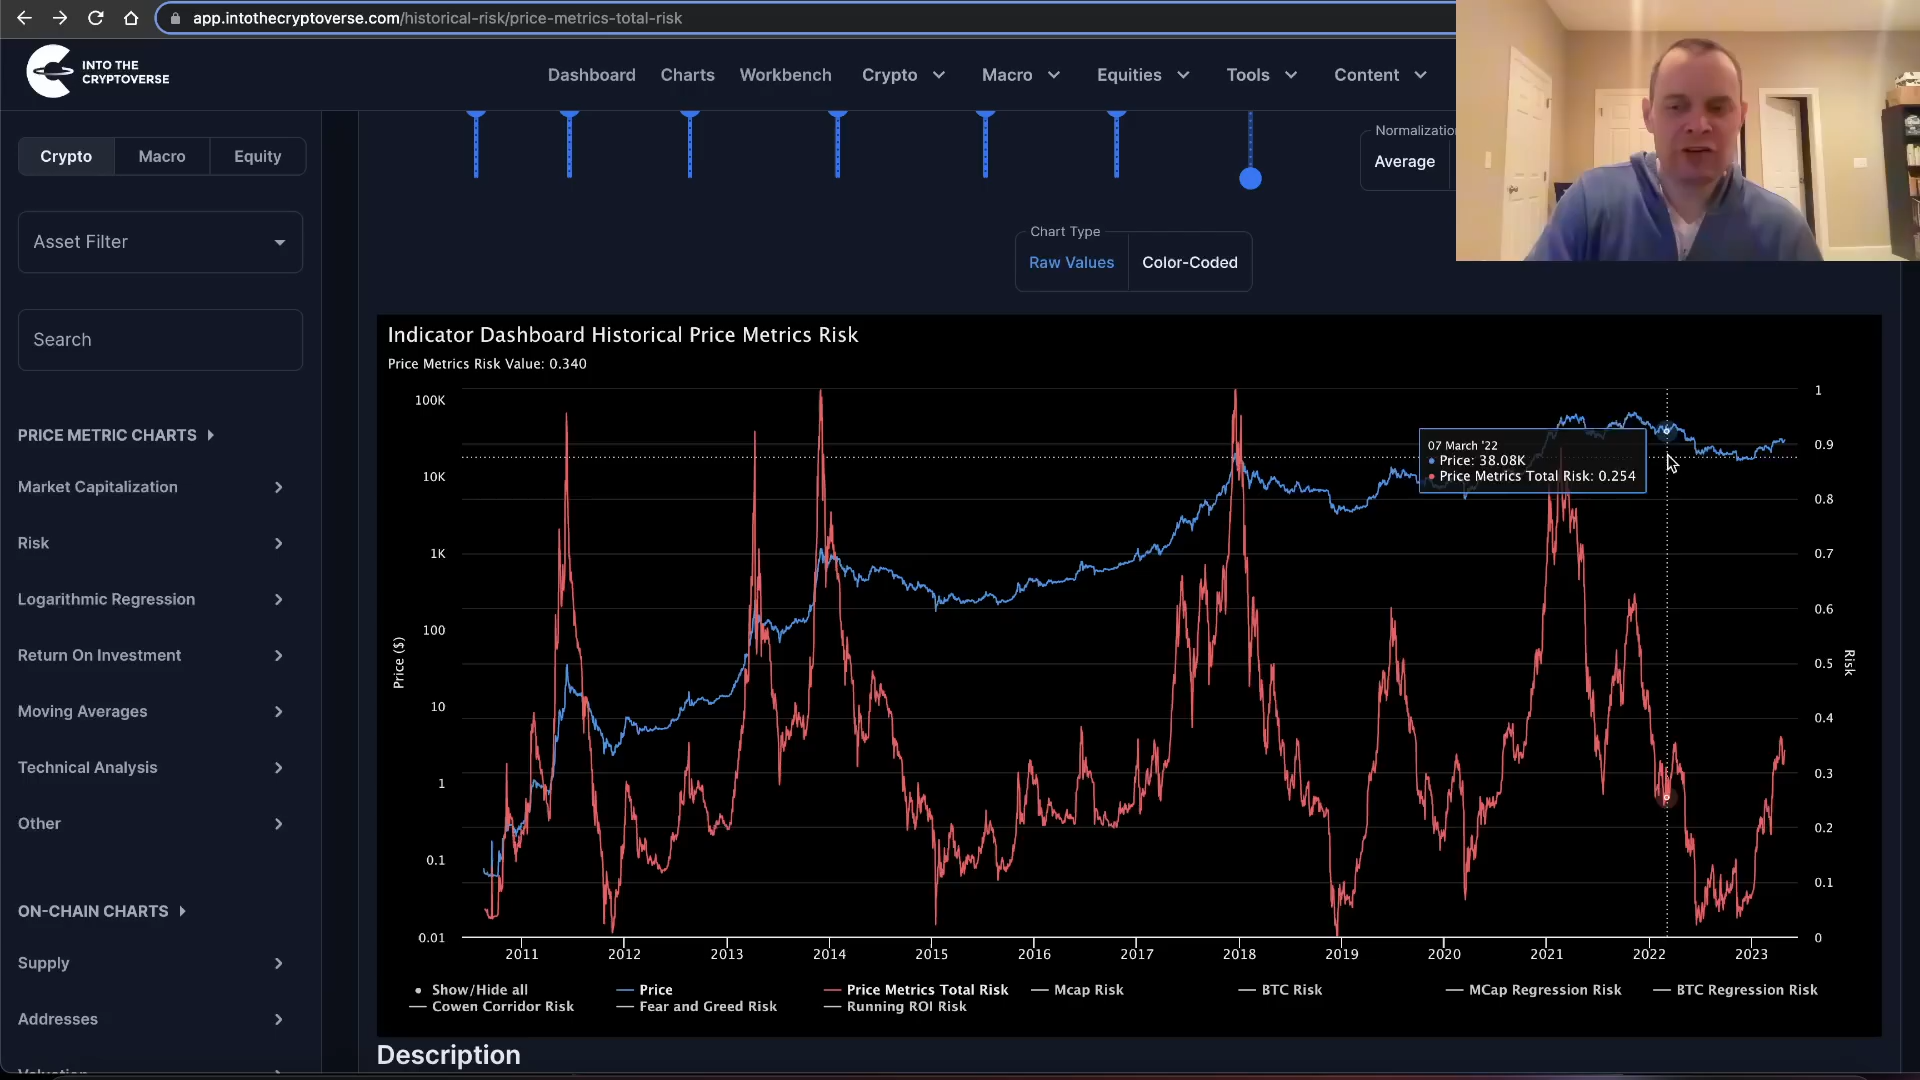 app.intothecryptoverse.com/historical-risk/price-metrics-total-risk
INTO THE
CRYPTOVERSE
Dashboard Charts Workbench Crypto Macro Equities Tools Content
Crypto Macro Equity
Asset Filter
Search
PRICE METRIC CHARTS
Market Capitalization
Risk
Logarithmic Regression
Return On Investment
Moving Averages
Technical Analysis
Other
ON-CHAIN CHARTS
Supply
Addresses
Normalizatio
Average
Chart Type
Raw Values Color-Coded
Indicator Dashboard Historical Price Metrics Risk
Price Metrics Risk Value: 0.340
100K
10K
1K
100
10
1
0.1
0.01
Price ($)
07 March '22
Price: 38.08K
Price Metrics Total Risk: 0.254
1
0.9
0.8
0.7
0.6
0.5
0.4
0.3
0.2
0.1
0
Risk
2011 2012 2013 2014 2015 2016 2017 2018 2019 2020 2021 2022 2023
Show/Hide all Price Price Metrics Total Risk Mcap Risk BTC Risk MCap Regression Risk BTC Regression Risk
Cowen Corridor Risk Fear and Greed Risk Running ROI Risk
Description